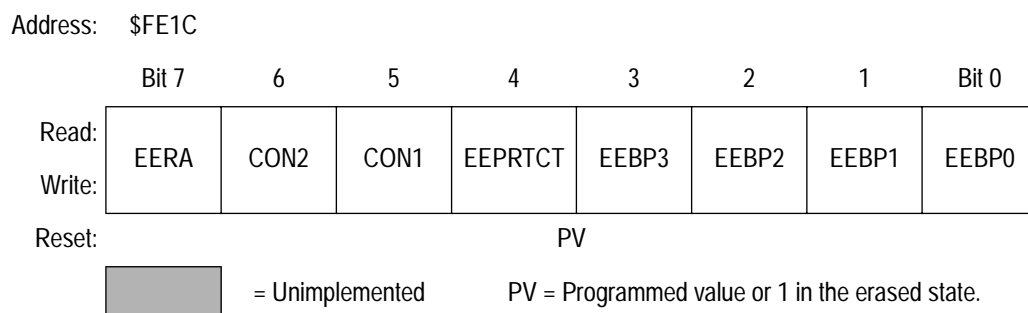 Address: $FE1C
Bit 7 6 5 4 3 2 1 Bit 0
Read:
EERA CON2 CON1 EEPRTCT EEBP3 EEBP2 EEBP1 EEBP0
Write:
Reset: PV
= Unimplemented PV = Programmed value or 1 in the erased state.